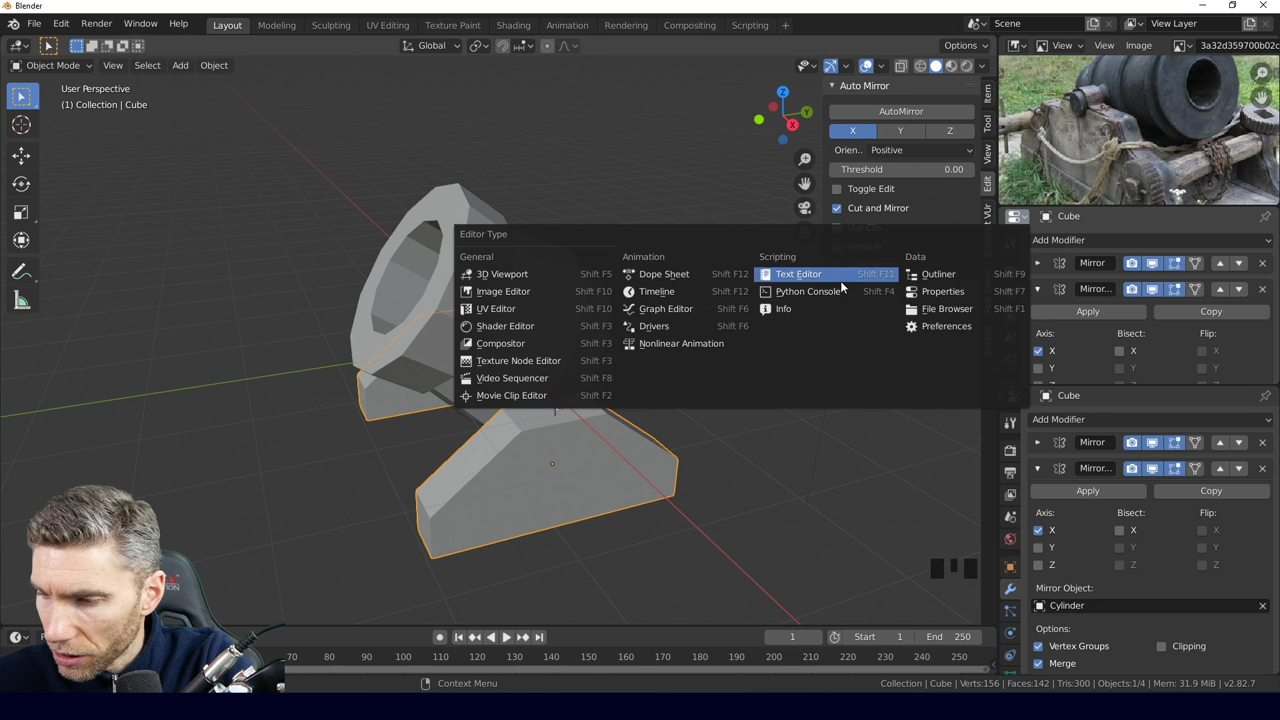 Blender
File Edit Render Window Help Layout Modeling Sculpting UV Editing Texture Paint Shading Animation Rendering Compositing Scripting + Scene View Layer
Global Options View Image 3a32d359700b02c
Object Mode View Select Add Object
User Perspective
(1) Collection | Cube
Z
Y
X
Auto Mirror
AutoMirror
X Y Z
Orien.. Positive
Threshold 0.00
Toggle Edit
Cut and Mirror
Item
Tool
View
Edit
Editor Type
General
3D Viewport Shift F5
Image Editor Shift F10
UV Editor Shift F10
Shader Editor Shift F3
Compositor Shift F3
Texture Node Editor Shift F3
Video Sequencer Shift F8
Movie Clip Editor Shift F2
Animation
Dope Sheet Shift F12
Timeline Shift F12
Graph Editor Shift F6
Drivers Shift F6
Nonlinear Animation
Scripting
Text Editor Shift F11
Python Console Shift F4
Info
Data
Outliner Shift F9
Properties Shift F7
File Browser Shift F1
Preferences
Cube
Add Modifier
Mirror
Mirror...
Apply Copy
Axis: Bisect: Flip:
X X X
Y Y Y
Cube
Add Modifier
Mirror
Mirror...
Apply Copy
Axis: Bisect: Flip:
X X X
Y Y Y
Z Z Z
Mirror Object:
Cylinder
Options:
Vertex Groups Clipping
Merge
1 Start 1 End 250
70 80 90 100 110 120 130 140 150 160 170 180 190 200 210 220 230 240 250
Context Menu
Collection | Cube | Verts:156 | Faces:142 | Tris:300 | Objects:1/4 | Mem: 31.9 MiB | v2.82.7